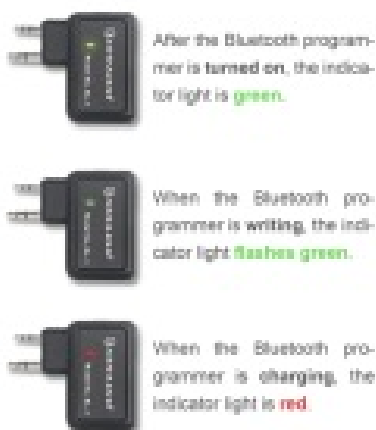 After the Bluetooth program-
mer is turned on, the indica-
tor light is green.
When the Bluetooth pro-
grammer is writing, the indi-
cator light flashes green.
When the Bluetooth pro-
grammer is charging, the
indicator light is red.